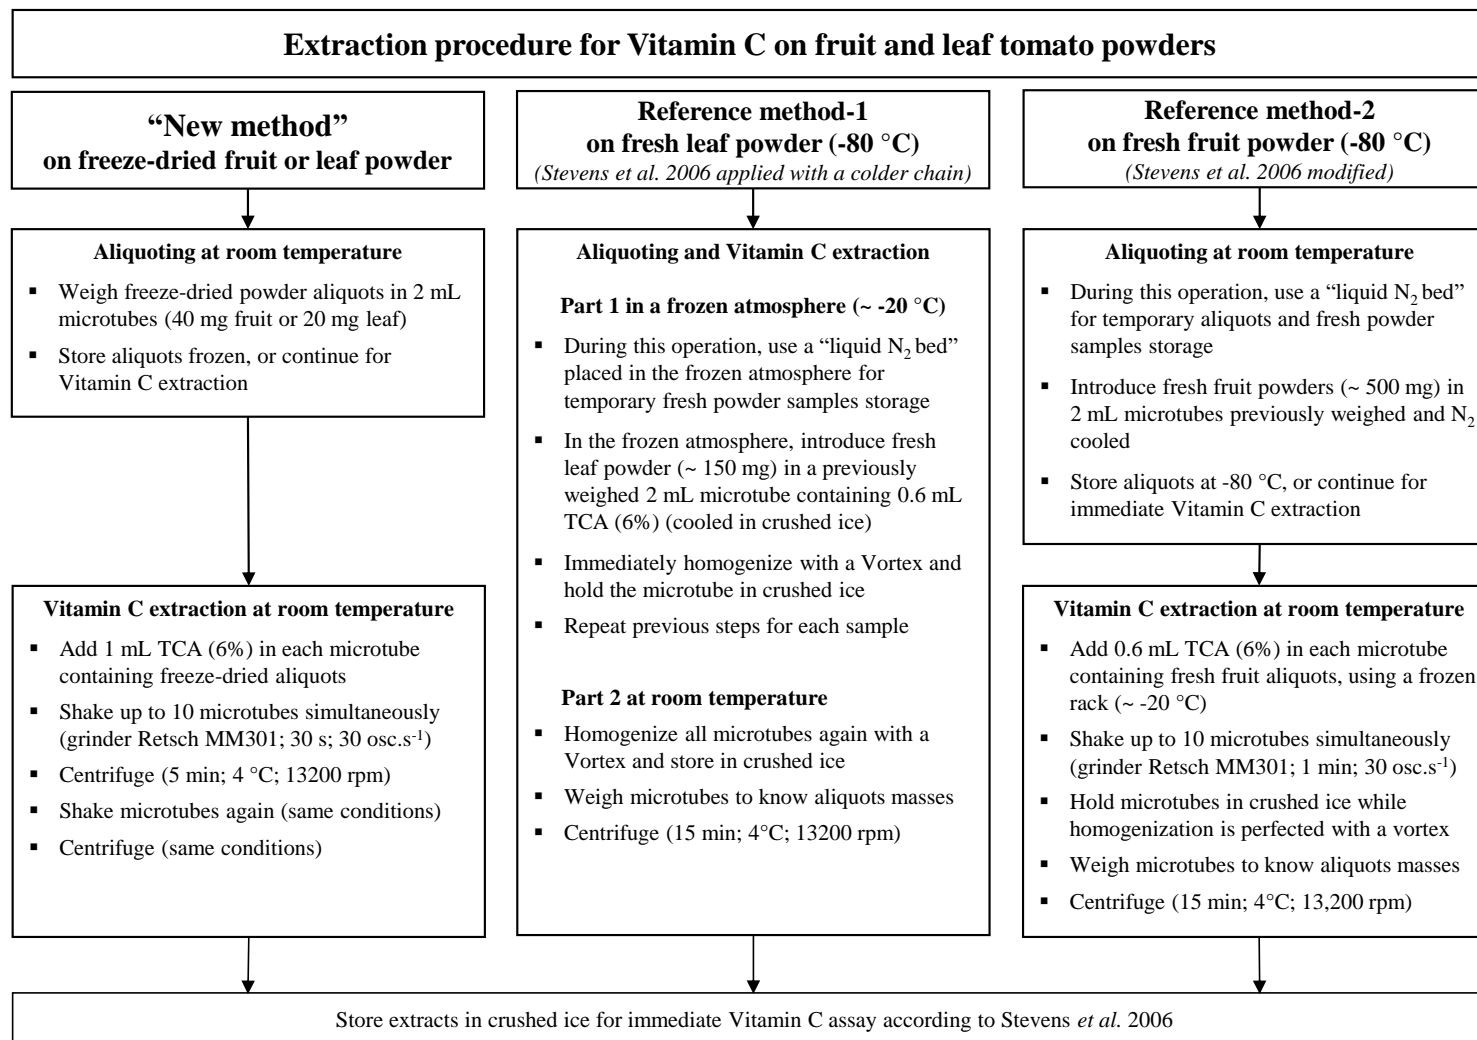 Extraction procedure for Vitamin C on fruit and leaf tomato powders
“New method”
on freeze-dried fruit or leaf powder
Aliquoting at room temperature
▪ Weigh freeze-dried powder aliquots in 2 mL
microtubes (40 mg fruit or 20 mg leaf)
▪ Store aliquots frozen, or continue for
Vitamin C extraction
Vitamin C extraction at room temperature
▪ Add 1 mL TCA (6%) in each microtube
containing freeze-dried aliquots
▪ Shake up to 10 microtubes simultaneously
(grinder Retsch MM301; 30 s; 30 osc.s⁻¹)
▪ Centrifuge (5 min; 4 °C; 13200 rpm)
▪ Shake microtubes again (same conditions)
▪ Centrifuge (same conditions)
Reference method-1
on fresh leaf powder (-80 °C)
(Stevens et al. 2006 applied with a colder chain)
Aliquoting and Vitamin C extraction
Part 1 in a frozen atmosphere (~ -20 °C)
▪ During this operation, use a “liquid N₂ bed”
placed in the frozen atmosphere for
temporary fresh powder samples storage
▪ In the frozen atmosphere, introduce fresh
leaf powder (~ 150 mg) in a previously
weighed 2 mL microtube containing 0.6 mL
TCA (6%) (cooled in crushed ice)
▪ Immediately homogenize with a Vortex and
hold the microtube in crushed ice
▪ Repeat previous steps for each sample
Part 2 at room temperature
▪ Homogenize all microtubes again with a
Vortex and store in crushed ice
▪ Weigh microtubes to know aliquots masses
▪ Centrifuge (15 min; 4°C; 13200 rpm)
Reference method-2
on fresh fruit powder (-80 °C)
(Stevens et al. 2006 modified)
Aliquoting at room temperature
▪ During this operation, use a “liquid N₂ bed”
for temporary aliquots and fresh powder
samples storage
▪ Introduce fresh fruit powders (~ 500 mg) in
2 mL microtubes previously weighed and N₂
cooled
▪ Store aliquots at -80 °C, or continue for
immediate Vitamin C extraction
Vitamin C extraction at room temperature
▪ Add 0.6 mL TCA (6%) in each microtube
containing fresh fruit aliquots, using a frozen
rack (~ -20 °C)
▪ Shake up to 10 microtubes simultaneously
(grinder Retsch MM301; 1 min; 30 osc.s⁻¹)
▪ Hold microtubes in crushed ice while
homogenization is perfected with a vortex
▪ Weigh microtubes to know aliquots masses
▪ Centrifuge (15 min; 4°C; 13,200 rpm)
Store extracts in crushed ice for immediate Vitamin C assay according to Stevens et al. 2006